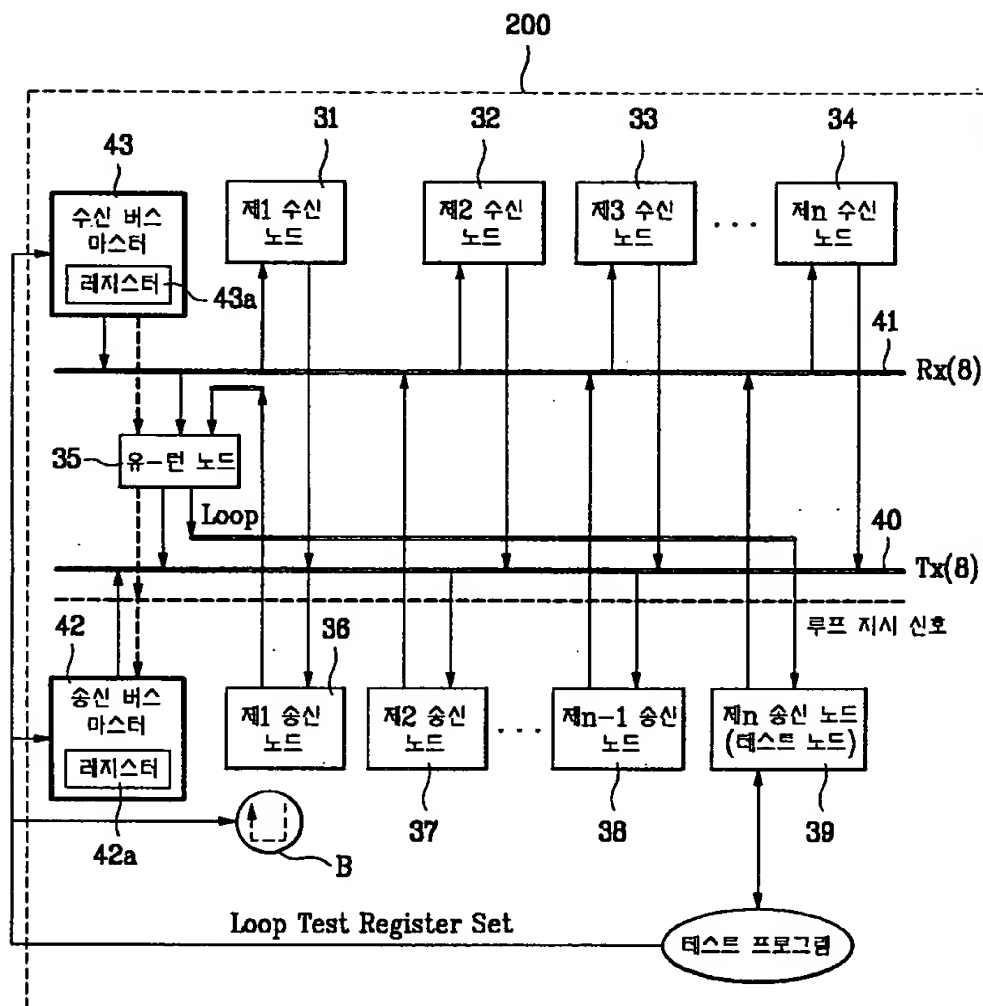 200
31
32
33
34
43
수신 버스
마스터
레지스터
43a
제1 수신
노드
제2 수신
노드
제3 수신
노드
...
제n 수신
노드
41
Rx(8)
35
유-턴 노드
Loop
40
Tx(8)
루프 지시 신호
42
송신 버스
마스터
레지스터
42a
36
제1 송신
노드
제2 송신
노드
...
제n-1 송신
노드
제n 송신 노드
(테스트 노드)
37
38
39
B
Loop Test Register Set
테스트 프로그램